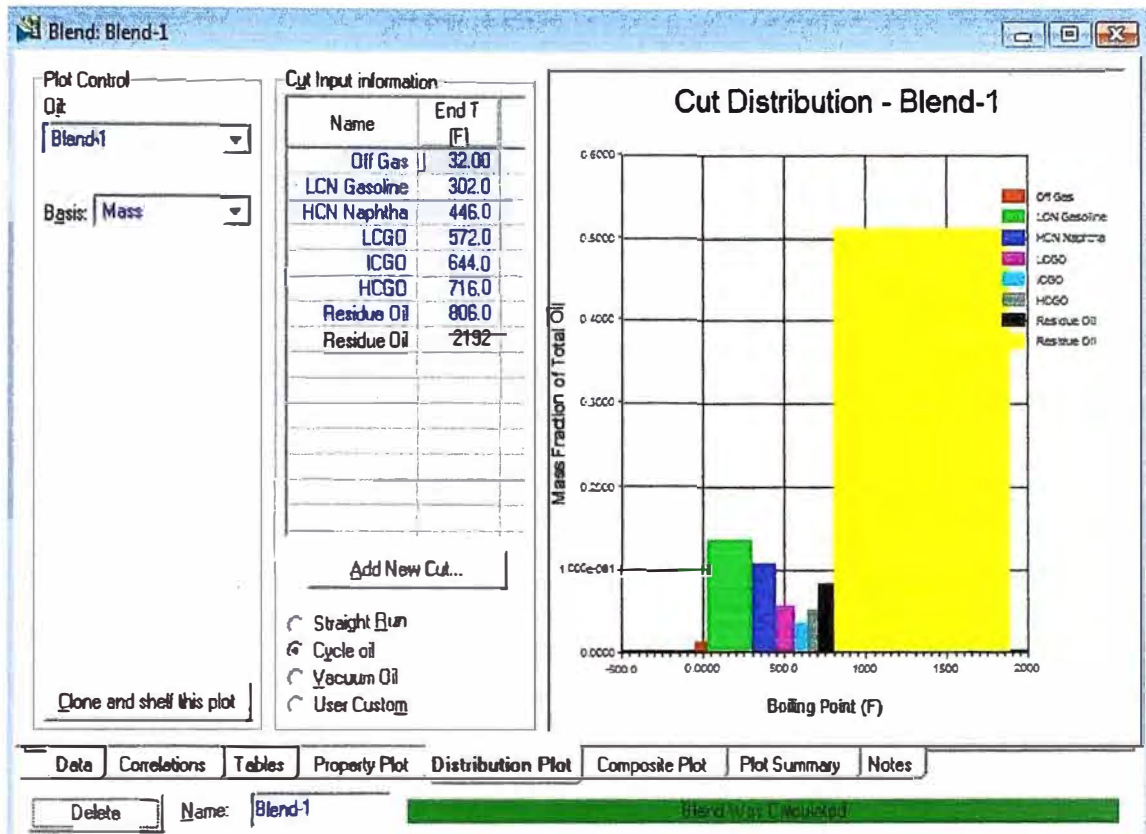 Blend: Blend-1
Plot Control
Oil:
Blend-1
Basis: Mass
Clone and shelf this plot
Cut Input information
Name End T [F]
Off Gas 32.00
LCN Gasoline 302.0
HCN Naphtha 446.0
LCGO 572.0
ICGO 644.0
HCGO 716.0
Residue Oil 806.0
Residue Oil 2192
Add New Cut...
Straight Run
Cycle oil
Vacuum Oil
User Custom
Cut Distribution - Blend-1
Mass Fraction of Total Oil
0.6000
0.5000
0.4000
0.3000
0.2000
1.000e-001
0.0000
-500.0 0.0000 500.0 1000 1500 2000
Boiling Point (F)
Off Gas
LCN Gasoline
HCN Naphtha
LCGO
ICGO
HCGO
Residue Oil
Residue Oil
Data Correlations Tables Property Plot Distribution Plot Composite Plot Plot Summary Notes
Delete Name: Blend-1 Blend Was Calculated